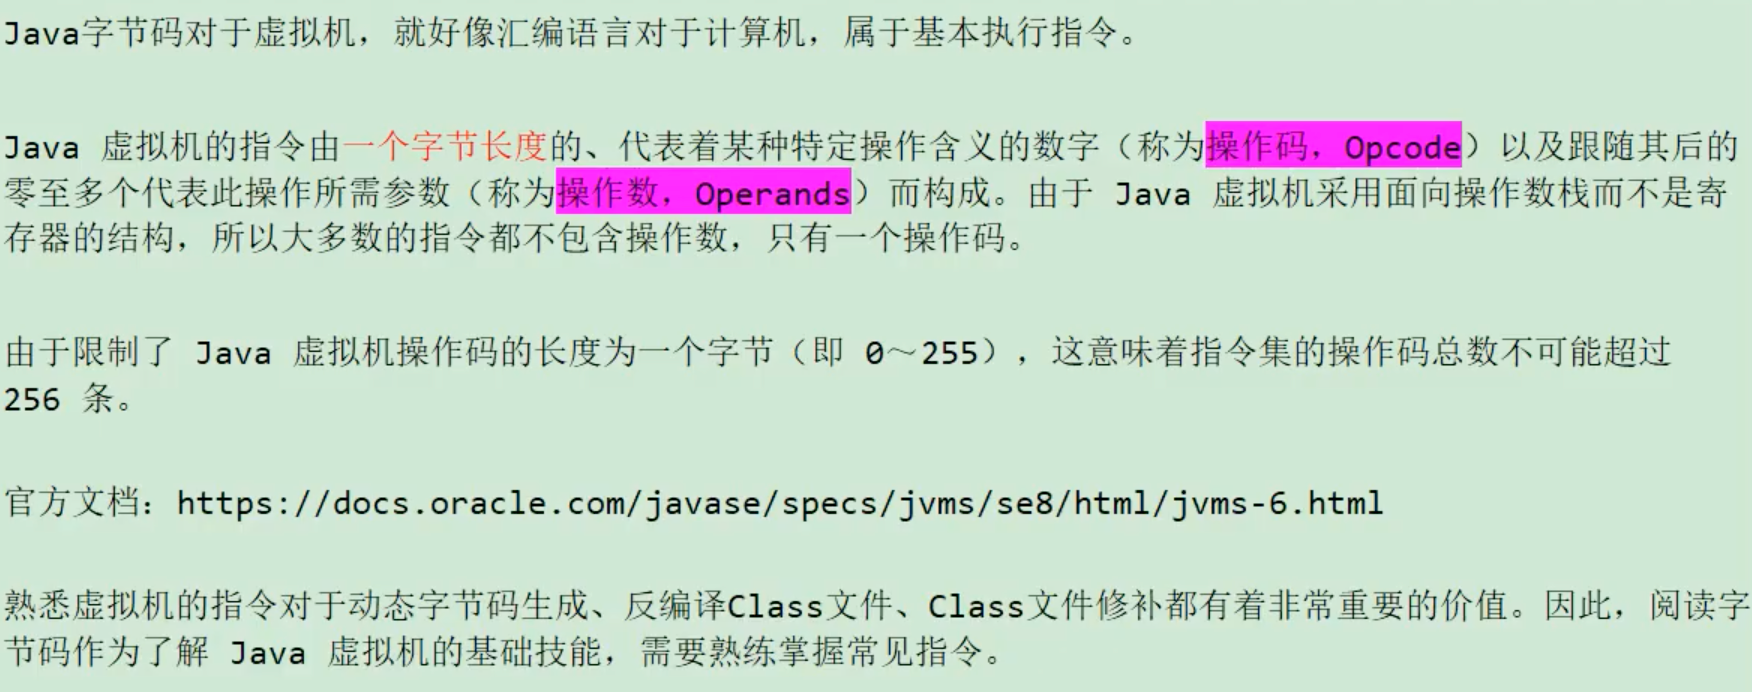 Java字节码对于虚拟机，就好像汇编语言对于计算机，属于基本执行指令。
Java 虚拟机的指令由一个字节长度的、代表着某种特定操作含义的数字（称为操作码，Opcode）以及跟随其后的
零至多个代表此操作所需参数（称为操作数，Operands）而构成。由于 Java 虚拟机采用面向操作数栈而不是寄
存器的结构，所以大多数的指令都不包含操作数，只有一个操作码。
由于限制了 Java 虚拟机操作码的长度为一个字节（即 0～255），这意味着指令集的操作码总数不可能超过
256 条。
官方文档：https://docs.oracle.com/javase/specs/jvms/se8/html/jvms-6.html
熟悉虚拟机的指令对于动态字节码生成、反编译Class文件、Class文件修补都有着非常重要的价值。因此，阅读字
节码作为了解 Java 虚拟机的基础技能，需要熟练掌握常见指令。